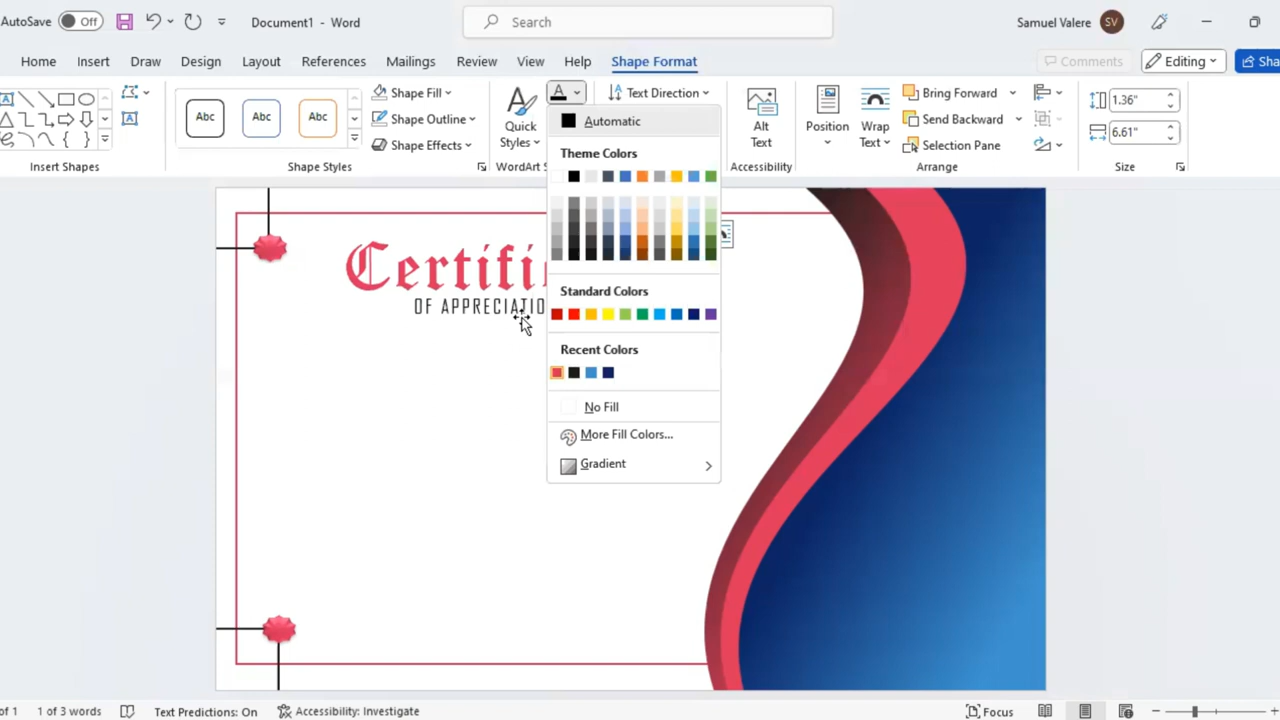 AutoSave Off Document1 - Word Search Samuel Valere SV
Home Insert Draw Design Layout References Mailings Review View Help Shape Format Comments Editing Sha
Shape Fill A Text Direction Bring Forward 1.36"
Abc Abc Abc Shape Outline Quick Styles Alt Text Position Wrap Text Send Backward 6.61"
Shape Effects Selection Pane
Insert Shapes Shape Styles WordArt S Accessibility Arrange Size
Automatic
Theme Colors
Standard Colors
Recent Colors
No Fill
More Fill Colors...
Gradient
Certifi
OF APPRECIATIO
of 1 1 of 3 words Text Predictions: On Accessibility: Investigate Focus